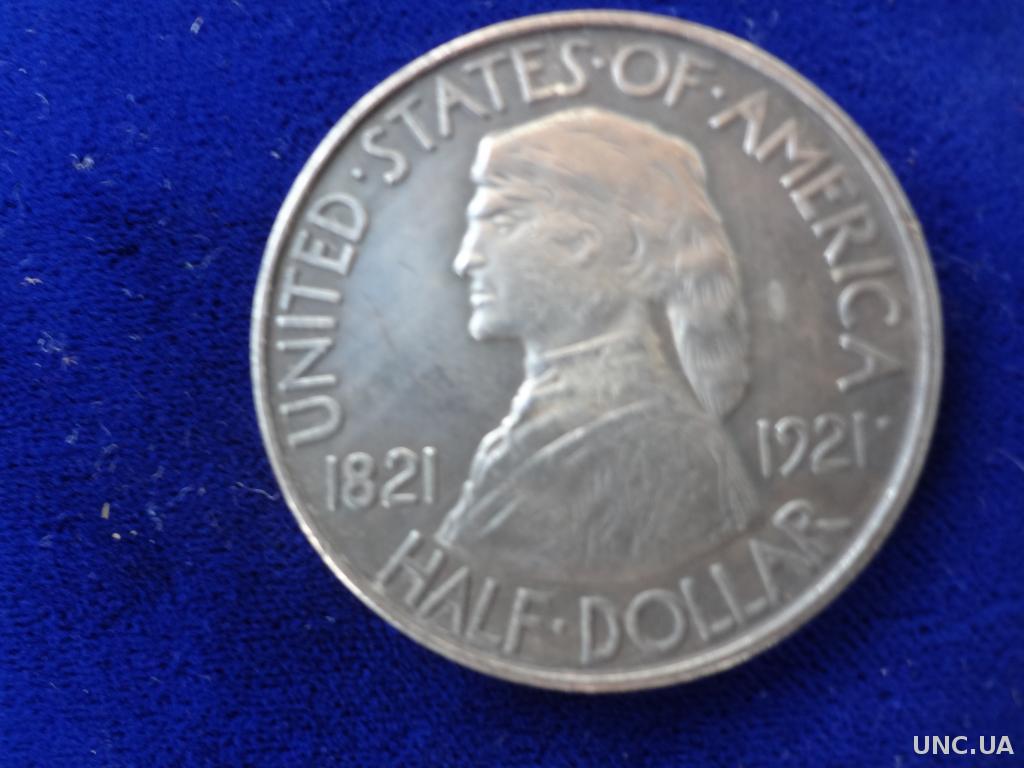 UNITED · STATES · OF · AMERICA ·
1821
1921
HALF · DOLLAR
UNC.UA